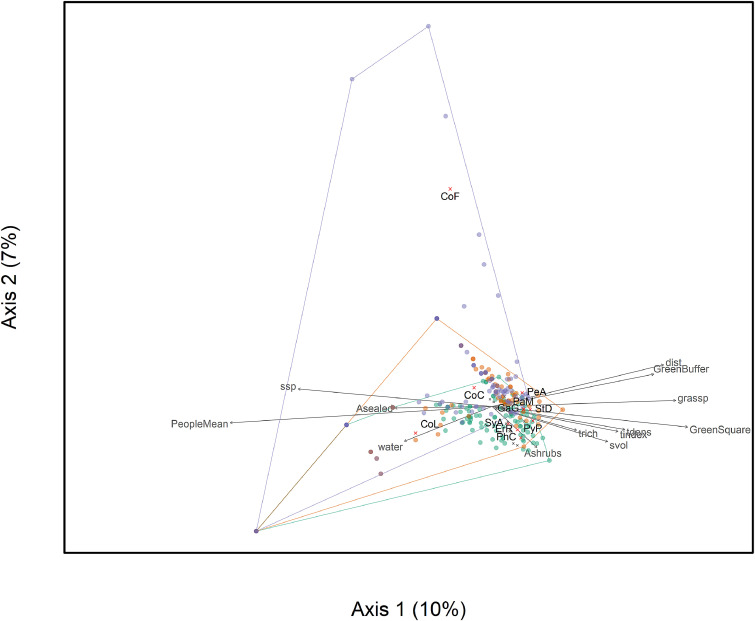 Axis 2 (7%)
CoF
dist
GreenBuffer
ssp
PeA
CoC
PaM
grassp
Asealed
GaG
StD
PeopleMean
CoL
SyA
ErR
PyP
trich
tdens
GreenSquare
PhC
water
svol
Ashrubs
Axis 1 (10%)